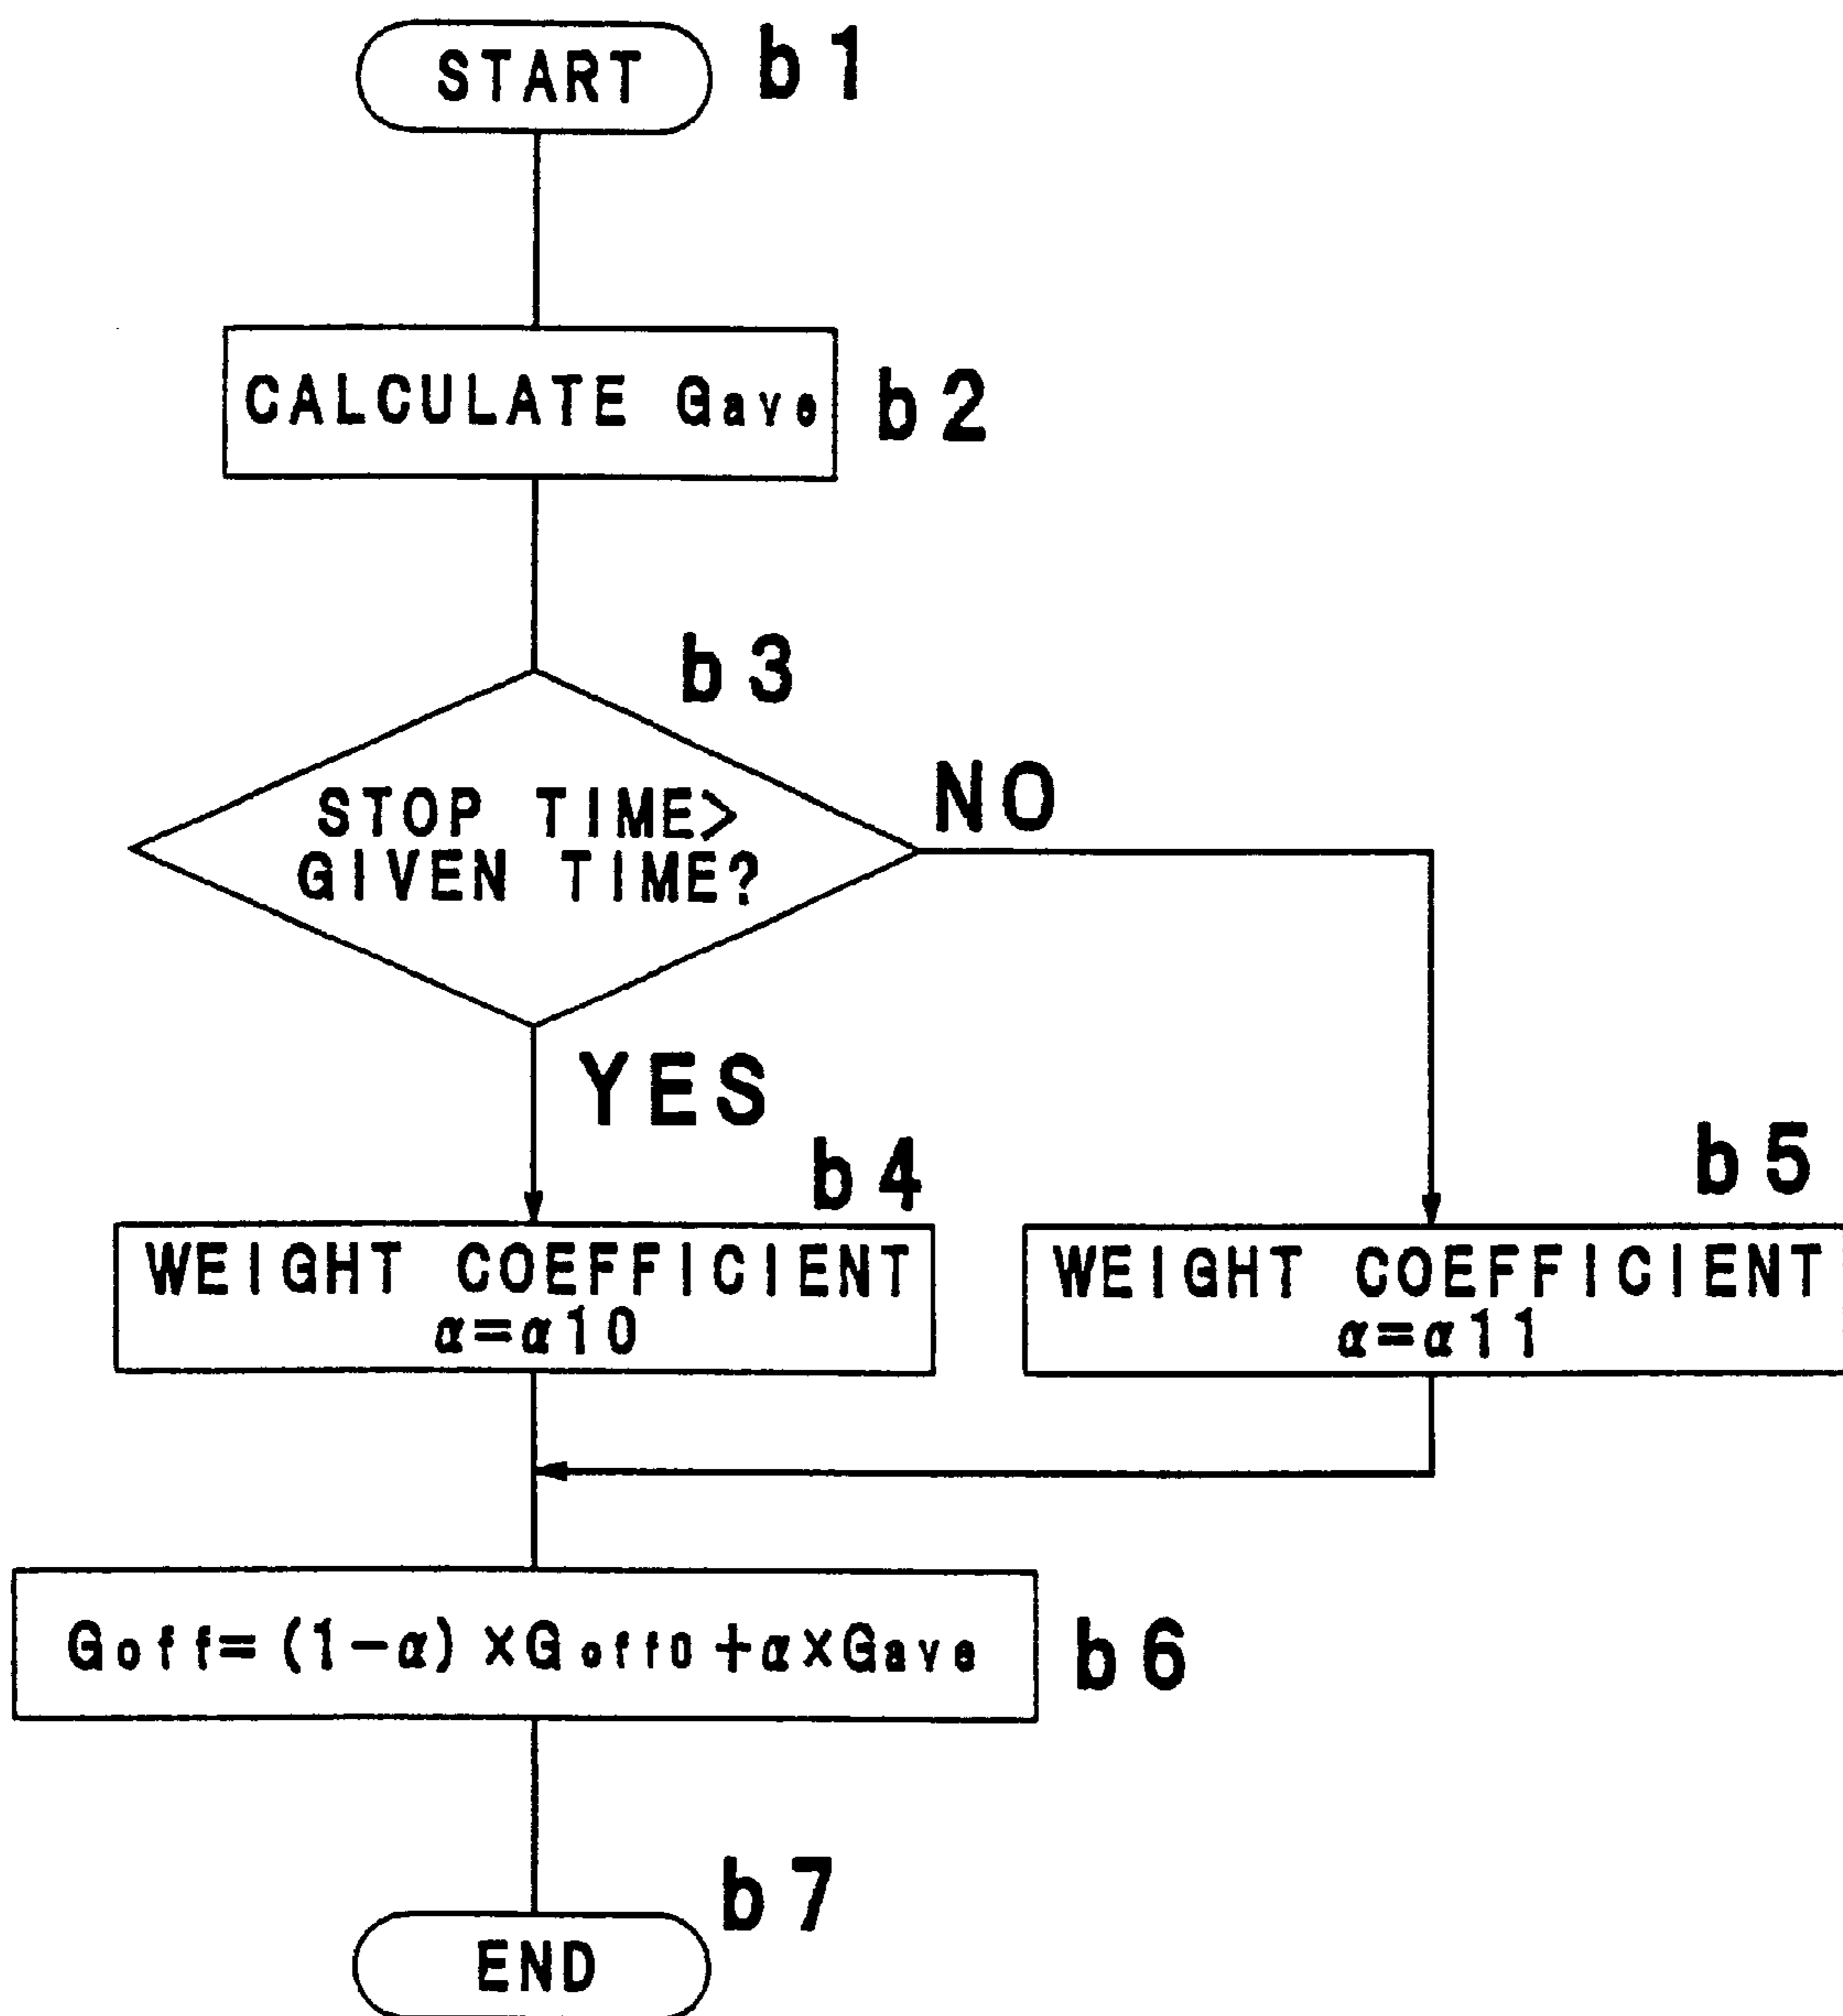 START
b1
CALCULATE Gave
b2
b3
STOP TIME>
GIVEN TIME?
NO
YES
b4
b5
WEIGHT COEFFICIENT
α=α10
WEIGHT COEFFICIENT
α=α11
Goff=(1-α)×Goff0+α×Gave
b6
b7
END